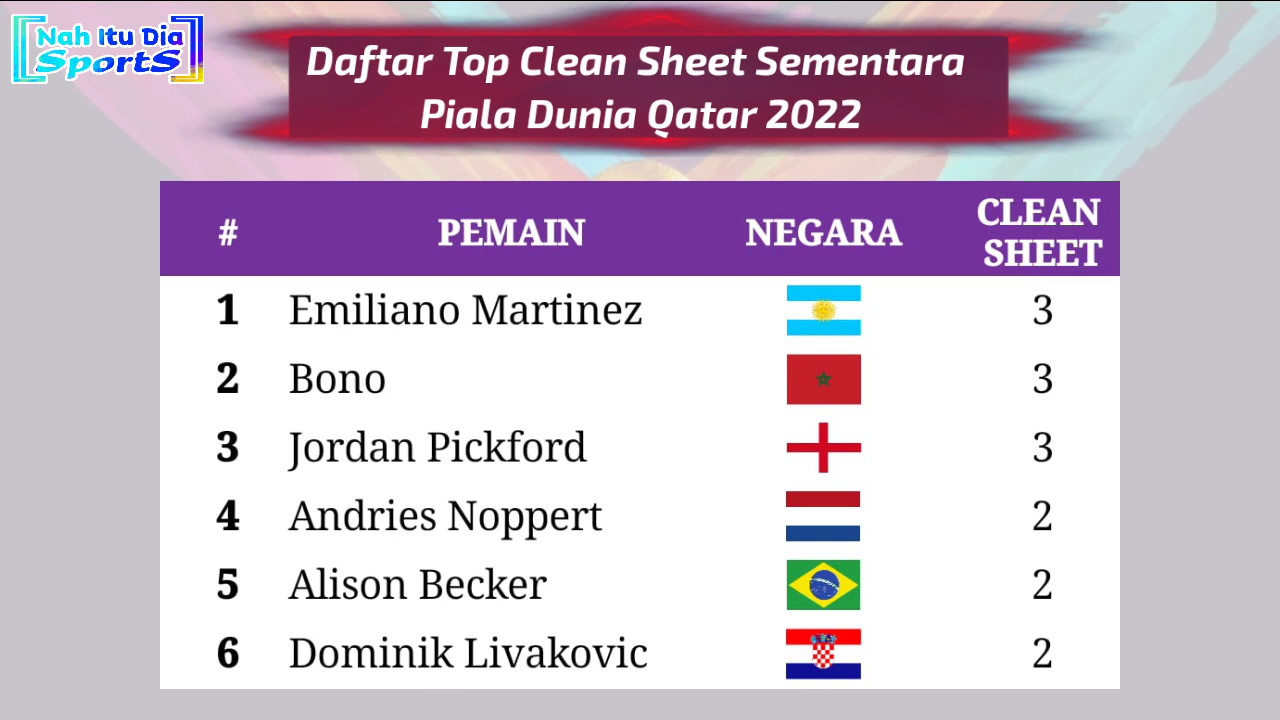 Nah Itu Dia
Sports
Daftar Top Clean Sheet Sementara
Piala Dunia Qatar 2022
# PEMAIN NEGARA CLEAN SHEET
1 Emiliano Martinez 3
2 Bono 3
3 Jordan Pickford 3
4 Andries Noppert 2
5 Alison Becker 2
6 Dominik Livakovic 2